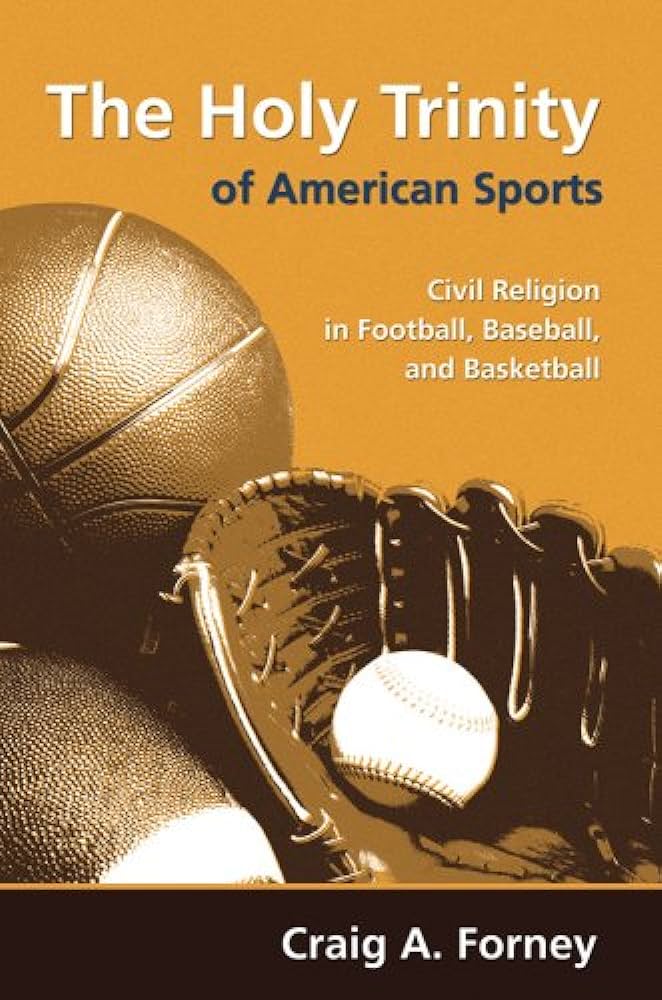 The Holy Trinity
of American Sports
Civil Religion
in Football, Baseball,
and Basketball
Craig A. Forney